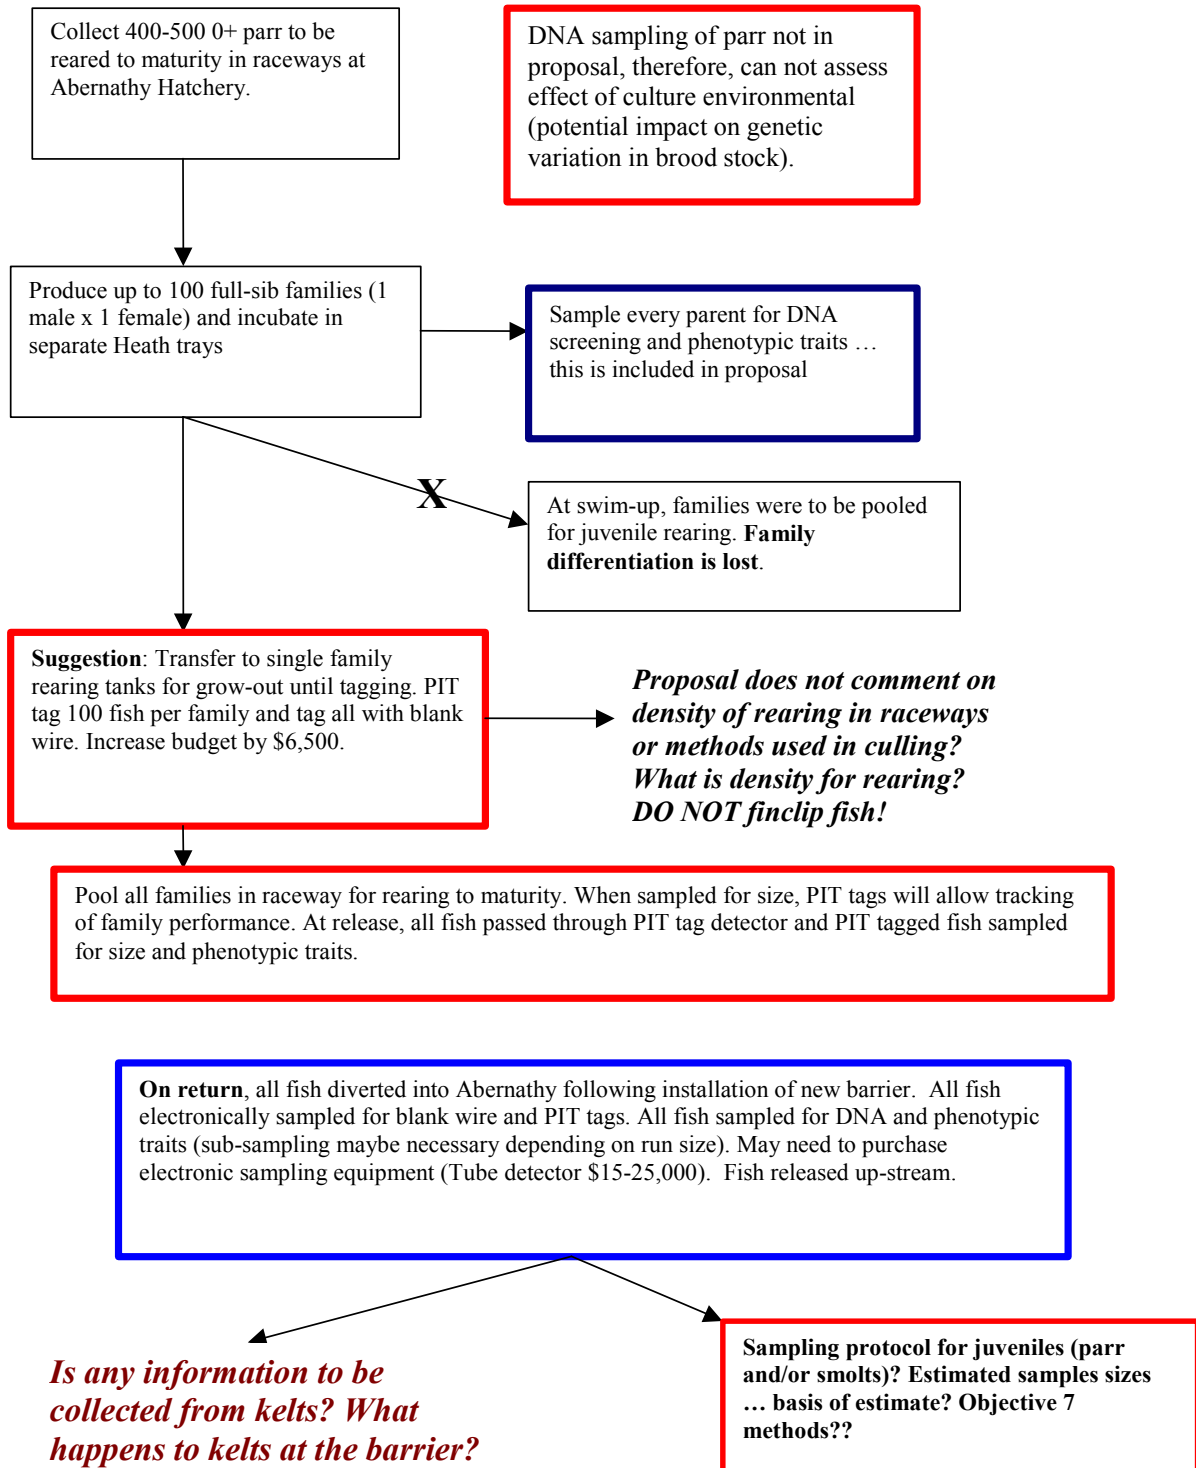 Collect 400-500 0+ parr to be
reared to maturity in raceways at
Abernathy Hatchery.
DNA sampling of parr not in
proposal, therefore, can not assess
effect of culture environmental
(potential impact on genetic
variation in brood stock).
Produce up to 100 full-sib families (1
male x 1 female) and incubate in
separate Heath trays
Sample every parent for DNA
screening and phenotypic traits …
this is included in proposal
X
At swim-up, families were to be pooled
for juvenile rearing. Family
differentiation is lost.
Suggestion: Transfer to single family
rearing tanks for grow-out until tagging. PIT
tag 100 fish per family and tag all with blank
wire. Increase budget by $6,500.
Proposal does not comment on
density of rearing in raceways
or methods used in culling?
What is density for rearing?
DO NOT finclip fish!
Pool all families in raceway for rearing to maturity. When sampled for size, PIT tags will allow tracking
of family performance. At release, all fish passed through PIT tag detector and PIT tagged fish sampled
for size and phenotypic traits.
On return, all fish diverted into Abernathy following installation of new barrier.  All fish
electronically sampled for blank wire and PIT tags. All fish sampled for DNA and phenotypic
traits (sub-sampling maybe necessary depending on run size). May need to purchase
electronic sampling equipment (Tube detector $15-25,000).  Fish released up-stream.
Is any information to be
collected from kelts? What
happens to kelts at the barrier?
Sampling protocol for juveniles (parr
and/or smolts)? Estimated samples sizes
… basis of estimate? Objective 7
methods??